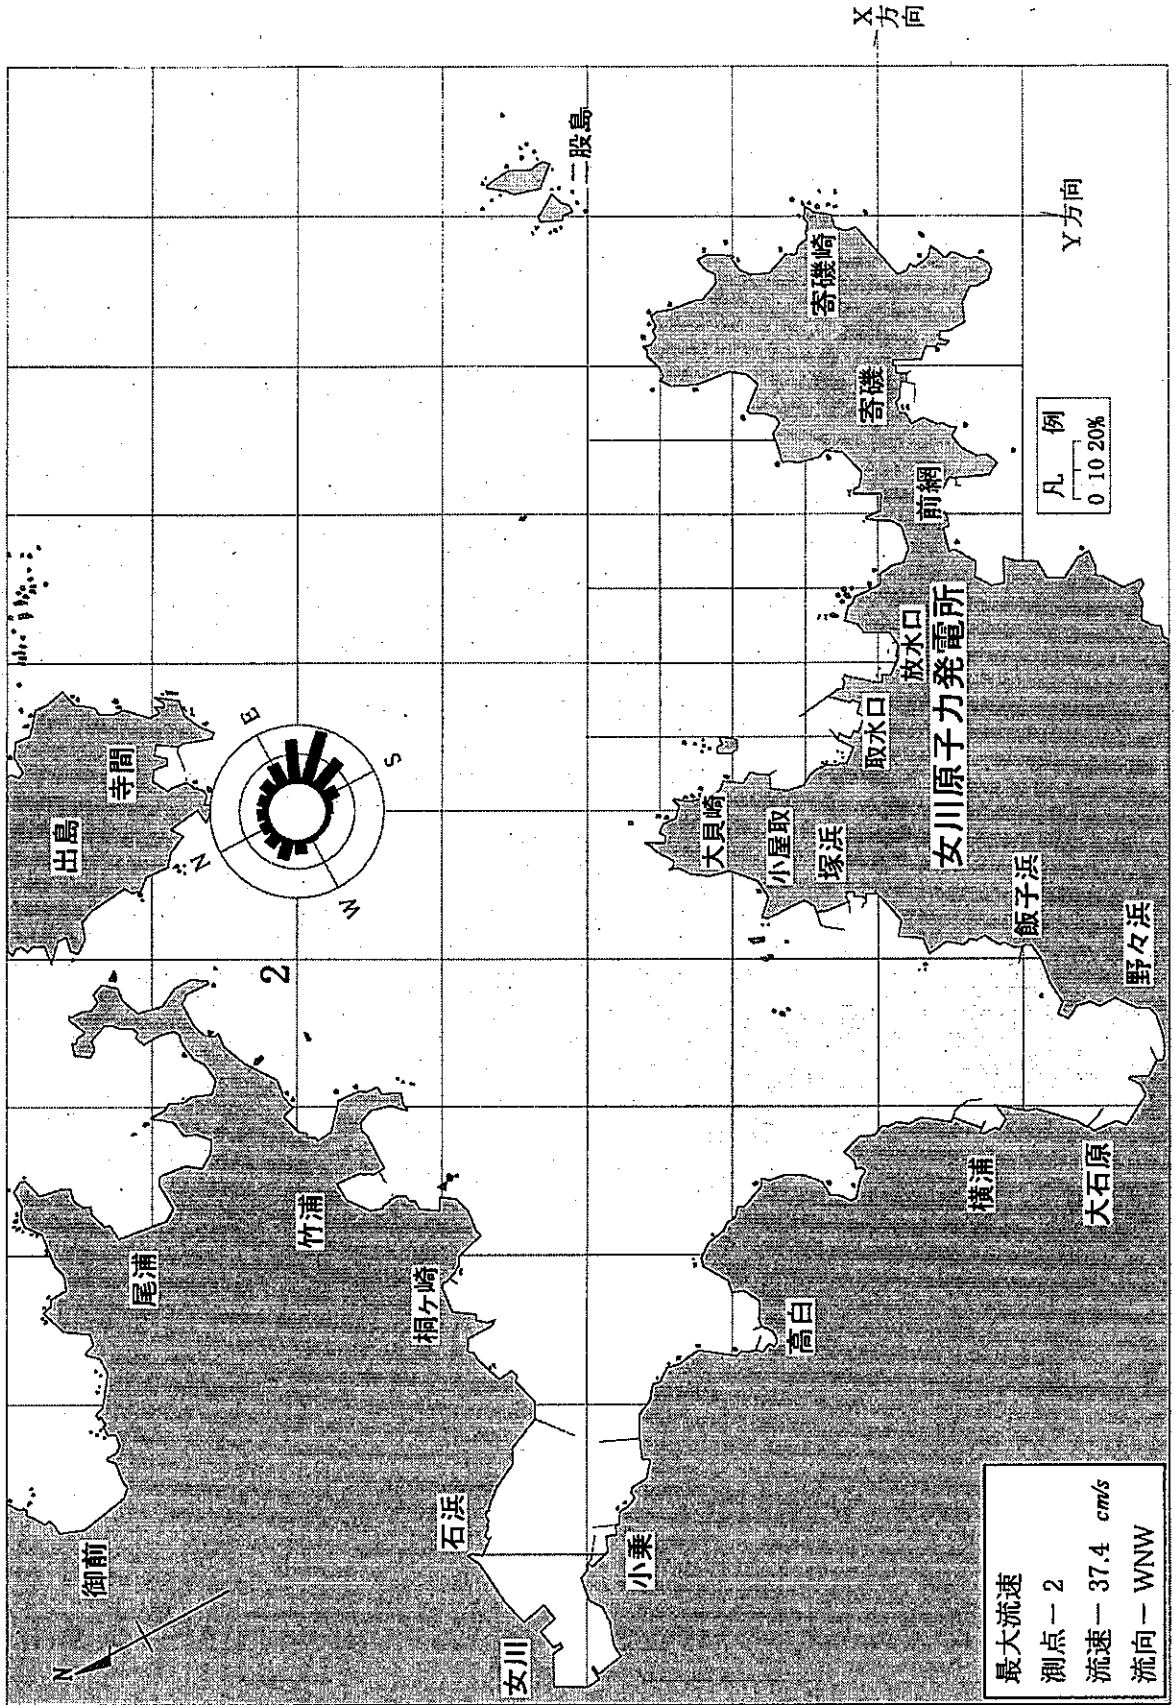 御前
尾浦
出島
寺間
N
E
S
W
N
2
竹浦
桐ヶ崎
石浜
女川
小乗
高白
横浦
大石原
野々浜
飯子浜
塚浜
小屋取
大貝崎
取水口
放水口
女川原子力発電所
前網
寄磯
寄磯崎
二股島
X方向
Y方向
凡 例
0 10 20%
最大流速
測点－2
流速－37.4 cm/s
流向－WNW